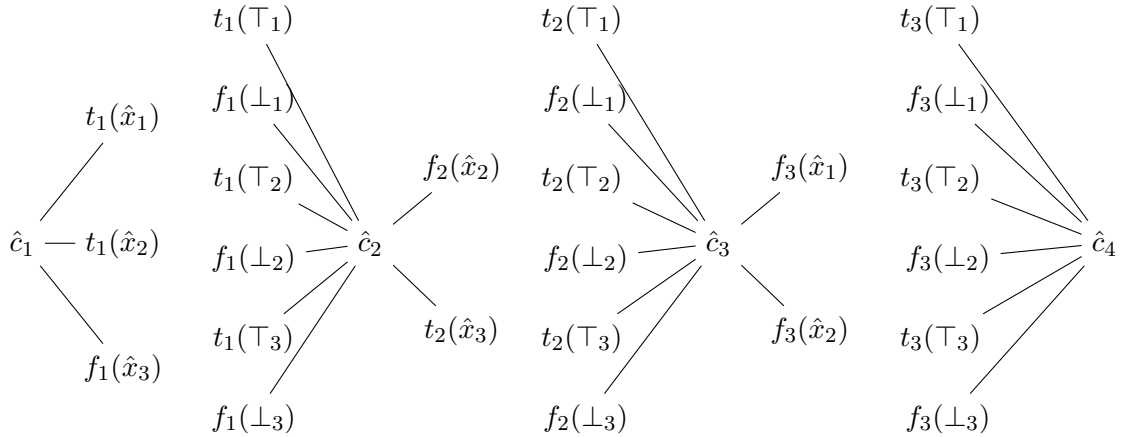 t₁(⊤₁) t₂(⊤₁) t₃(⊤₁)
t₁(x̂₁) f₁(⊥₁) f₂(⊥₁) f₃(⊥₁)
t₁(⊤₂) f₂(x̂₂) t₂(⊤₂) f₃(x̂₁) t₃(⊤₂)
ĉ₁ t₁(x̂₂) f₁(⊥₂) ĉ₂ f₂(⊥₂) ĉ₃ f₃(⊥₂) ĉ₄
t₁(⊤₃) t₂(x̂₃) t₂(⊤₃) f₃(x̂₂) t₃(⊤₃)
f₁(x̂₃) f₁(⊥₃) f₂(⊥₃) f₃(⊥₃)